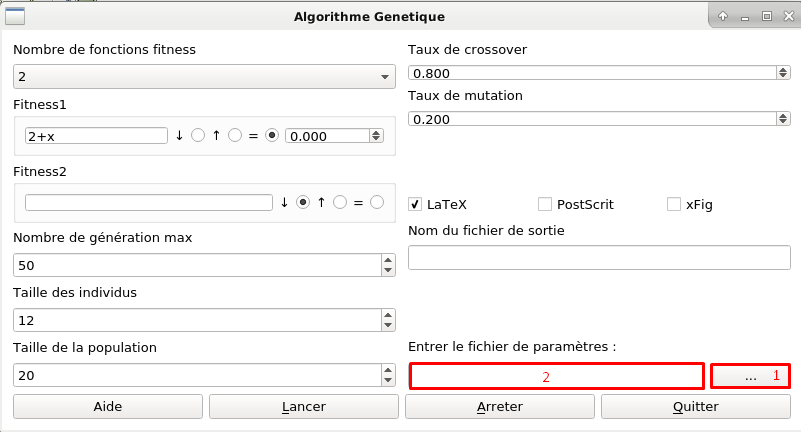 Algorithme Genetique
Nombre de fonctions fitness
2
Fitness1
2+x ↓ ↑ = 0.000
Fitness2
↓ ↑ =
Nombre de génération max
50
Taille des individus
12
Taille de la population
20
Taux de crossover
0.800
Taux de mutation
0.200
LaTeX PostScrit xFig
Nom du fichier de sortie
Entrer le fichier de paramètres :
2 ... 1
Aide Lancer Arreter Quitter